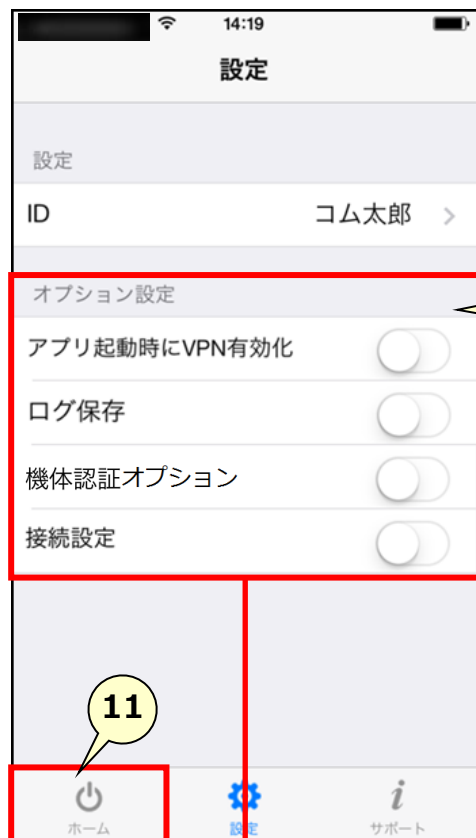 14:19
設定
設定
ID コム太郎
オプション設定
アプリ起動時にVPN有効化
ログ保存
機体認証オプション
接続設定
11
ホーム 設定 サポート